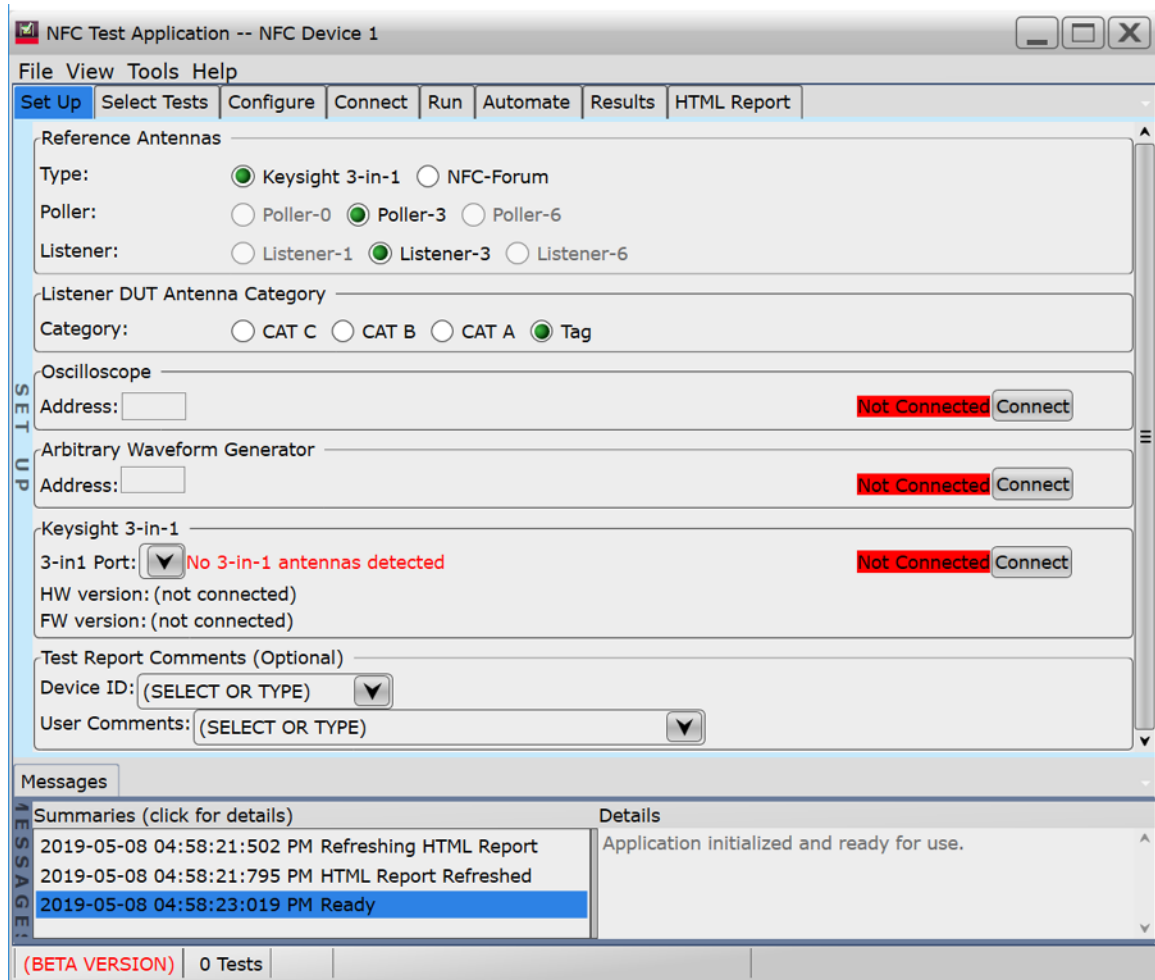 NFC Test Application -- NFC Device 1
File View Tools Help
Set Up Select Tests Configure Connect Run Automate Results HTML Report
SET UP
Reference Antennas
Type: Keysight 3-in-1 NFC-Forum
Poller: Poller-0 Poller-3 Poller-6
Listener: Listener-1 Listener-3 Listener-6
Listener DUT Antenna Category
Category: CAT C CAT B CAT A Tag
Oscilloscope
Address: Not Connected Connect
Arbitrary Waveform Generator
Address: Not Connected Connect
Keysight 3-in-1
3-in1 Port: No 3-in-1 antennas detected Not Connected Connect
HW version: (not connected)
FW version: (not connected)
Test Report Comments (Optional)
Device ID: (SELECT OR TYPE)
User Comments: (SELECT OR TYPE)
Messages
Summaries (click for details) Details
2019-05-08 04:58:21:502 PM Refreshing HTML Report Application initialized and ready for use.
2019-05-08 04:58:21:795 PM HTML Report Refreshed
2019-05-08 04:58:23:019 PM Ready
(BETA VERSION) 0 Tests